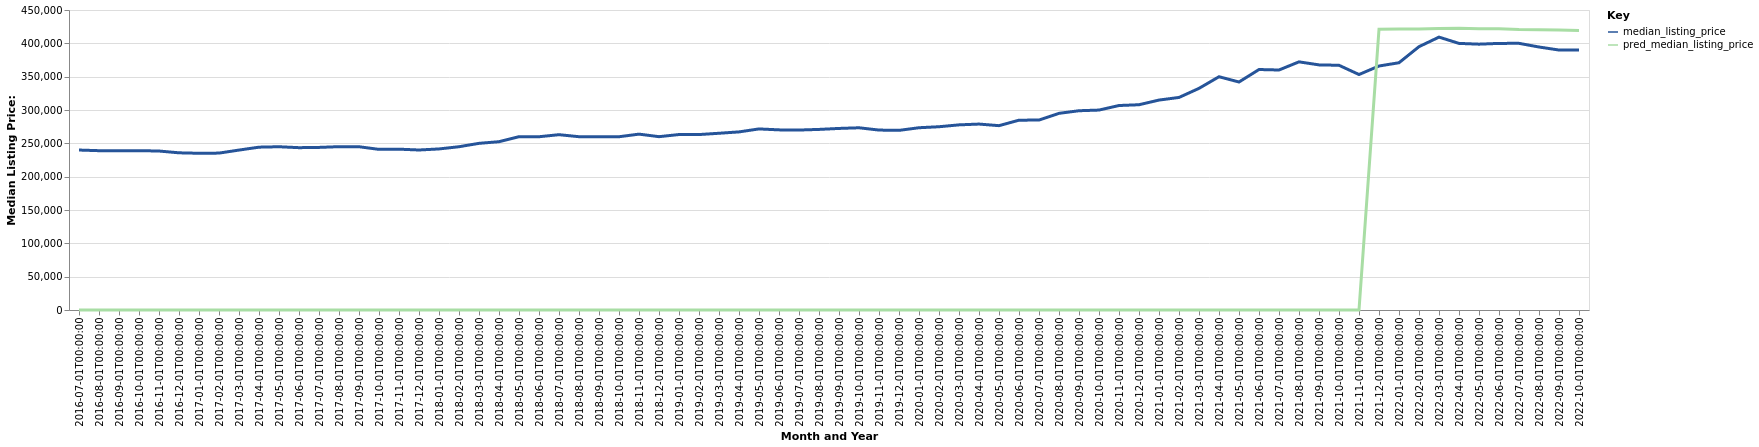 450,000
400,000
350,000
300,000
250,000
200,000
150,000
100,000
50,000
0
Median Listing Price:
2016-07-01T00:00:00
2016-08-01T00:00:00
2016-09-01T00:00:00
2016-10-01T00:00:00
2016-11-01T00:00:00
2016-12-01T00:00:00
2017-01-01T00:00:00
2017-02-01T00:00:00
2017-03-01T00:00:00
2017-04-01T00:00:00
2017-05-01T00:00:00
2017-06-01T00:00:00
2017-07-01T00:00:00
2017-08-01T00:00:00
2017-09-01T00:00:00
2017-10-01T00:00:00
2017-11-01T00:00:00
2017-12-01T00:00:00
2018-01-01T00:00:00
2018-02-01T00:00:00
2018-03-01T00:00:00
2018-04-01T00:00:00
2018-05-01T00:00:00
2018-06-01T00:00:00
2018-07-01T00:00:00
2018-08-01T00:00:00
2018-09-01T00:00:00
2018-10-01T00:00:00
2018-11-01T00:00:00
2018-12-01T00:00:00
2019-01-01T00:00:00
2019-02-01T00:00:00
2019-03-01T00:00:00
2019-04-01T00:00:00
2019-05-01T00:00:00
2019-06-01T00:00:00
2019-07-01T00:00:00
2019-08-01T00:00:00
2019-09-01T00:00:00
2019-10-01T00:00:00
2019-11-01T00:00:00
2019-12-01T00:00:00
2020-01-01T00:00:00
2020-02-01T00:00:00
2020-03-01T00:00:00
2020-04-01T00:00:00
2020-05-01T00:00:00
2020-06-01T00:00:00
2020-07-01T00:00:00
2020-08-01T00:00:00
2020-09-01T00:00:00
2020-10-01T00:00:00
2020-11-01T00:00:00
2020-12-01T00:00:00
2021-01-01T00:00:00
2021-02-01T00:00:00
2021-03-01T00:00:00
2021-04-01T00:00:00
2021-05-01T00:00:00
2021-06-01T00:00:00
2021-07-01T00:00:00
2021-08-01T00:00:00
2021-09-01T00:00:00
2021-10-01T00:00:00
2021-11-01T00:00:00
2021-12-01T00:00:00
2022-01-01T00:00:00
2022-02-01T00:00:00
2022-03-01T00:00:00
2022-04-01T00:00:00
2022-05-01T00:00:00
2022-06-01T00:00:00
2022-07-01T00:00:00
2022-08-01T00:00:00
2022-09-01T00:00:00
2022-10-01T00:00:00
Month and Year
Key
median_listing_price
pred_median_listing_price